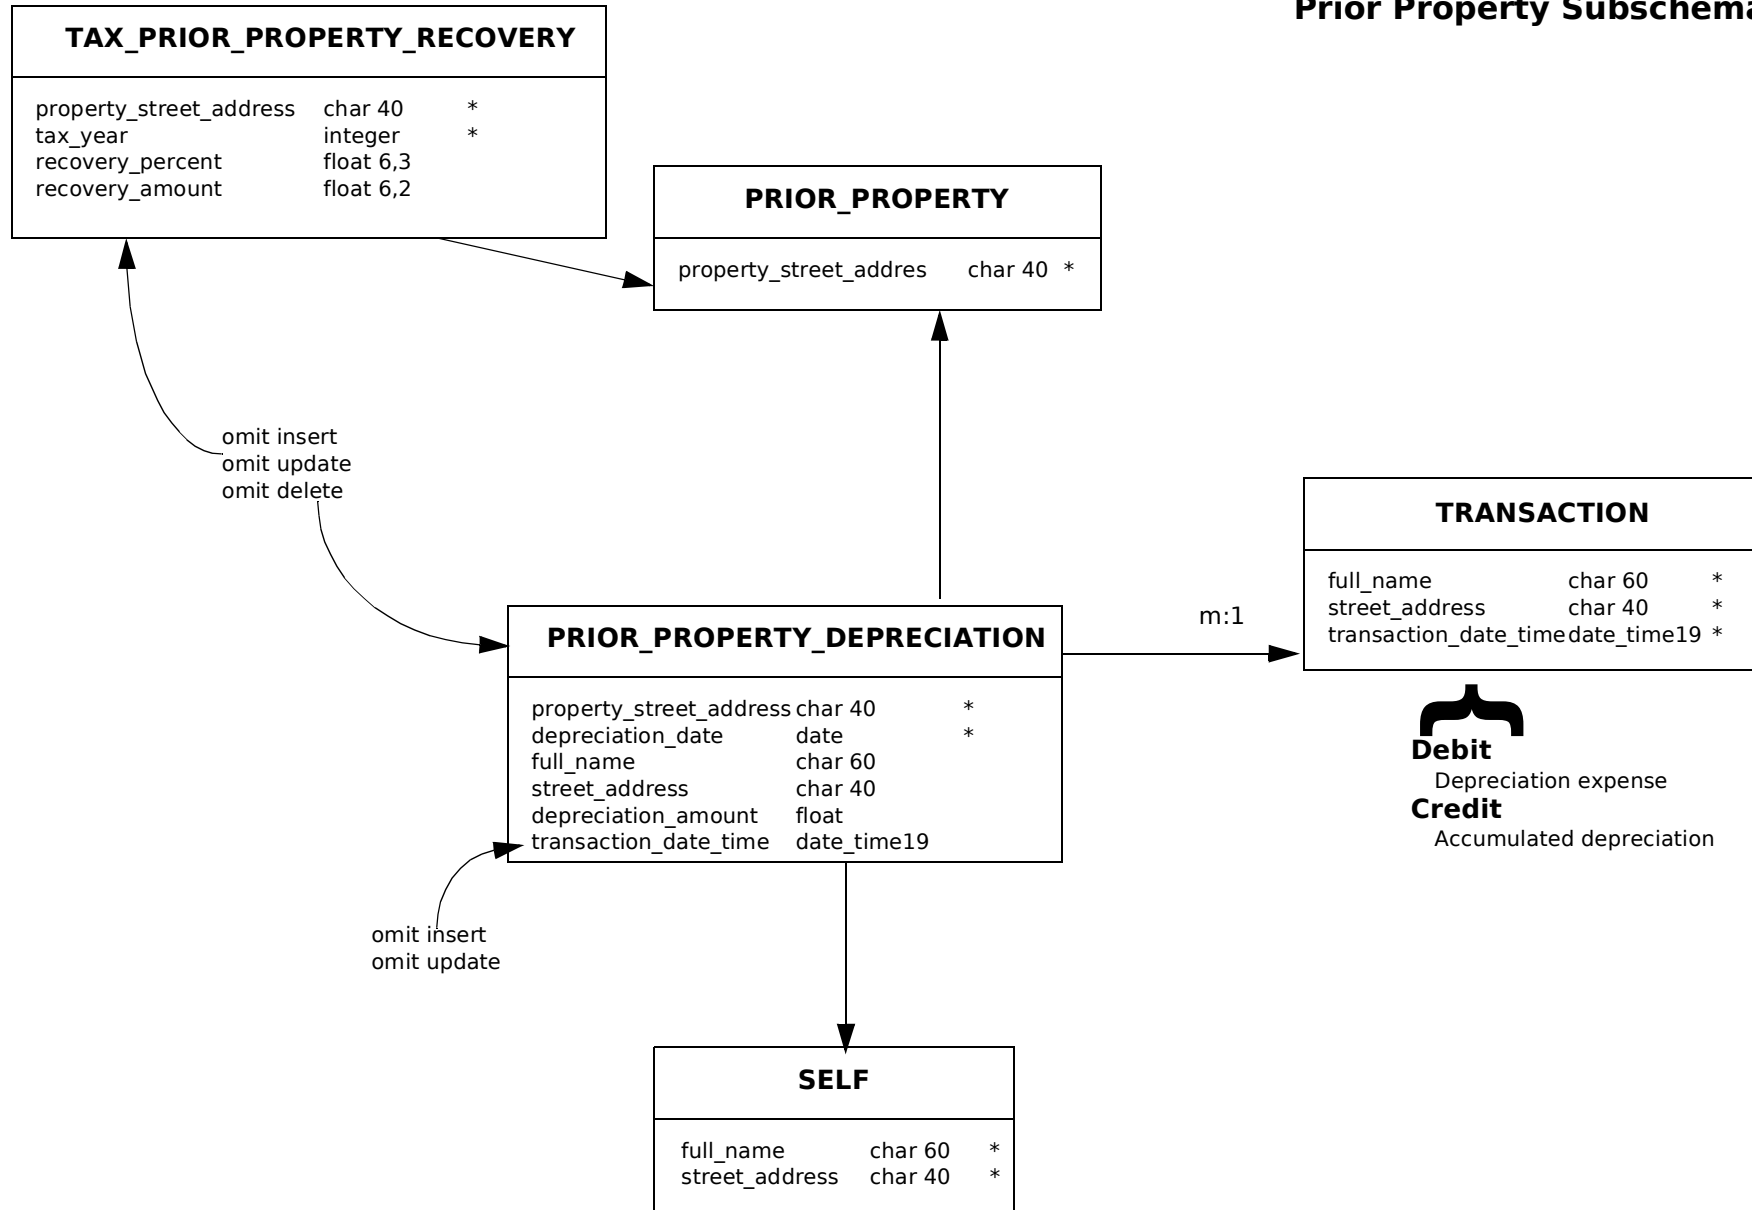 Prior Property Subschema
TAX_PRIOR_PROPERTY_RECOVERY
property_street_address char 40 *
tax_year integer *
recovery_percent float 6,3
recovery_amount float 6,2
PRIOR_PROPERTY
property_street_addres char 40 *
omit insert
omit update
omit delete
TRANSACTION
full_name char 60 *
street_address char 40 *
transaction_date_time date_time19 *
m:1
PRIOR_PROPERTY_DEPRECIATION
property_street_address char 40 *
depreciation_date date *
full_name char 60
street_address char 40
depreciation_amount float
transaction_date_time date_time19
Debit
Depreciation expense
Credit
Accumulated depreciation
omit insert
omit update
SELF
full_name char 60 *
street_address char 40 *